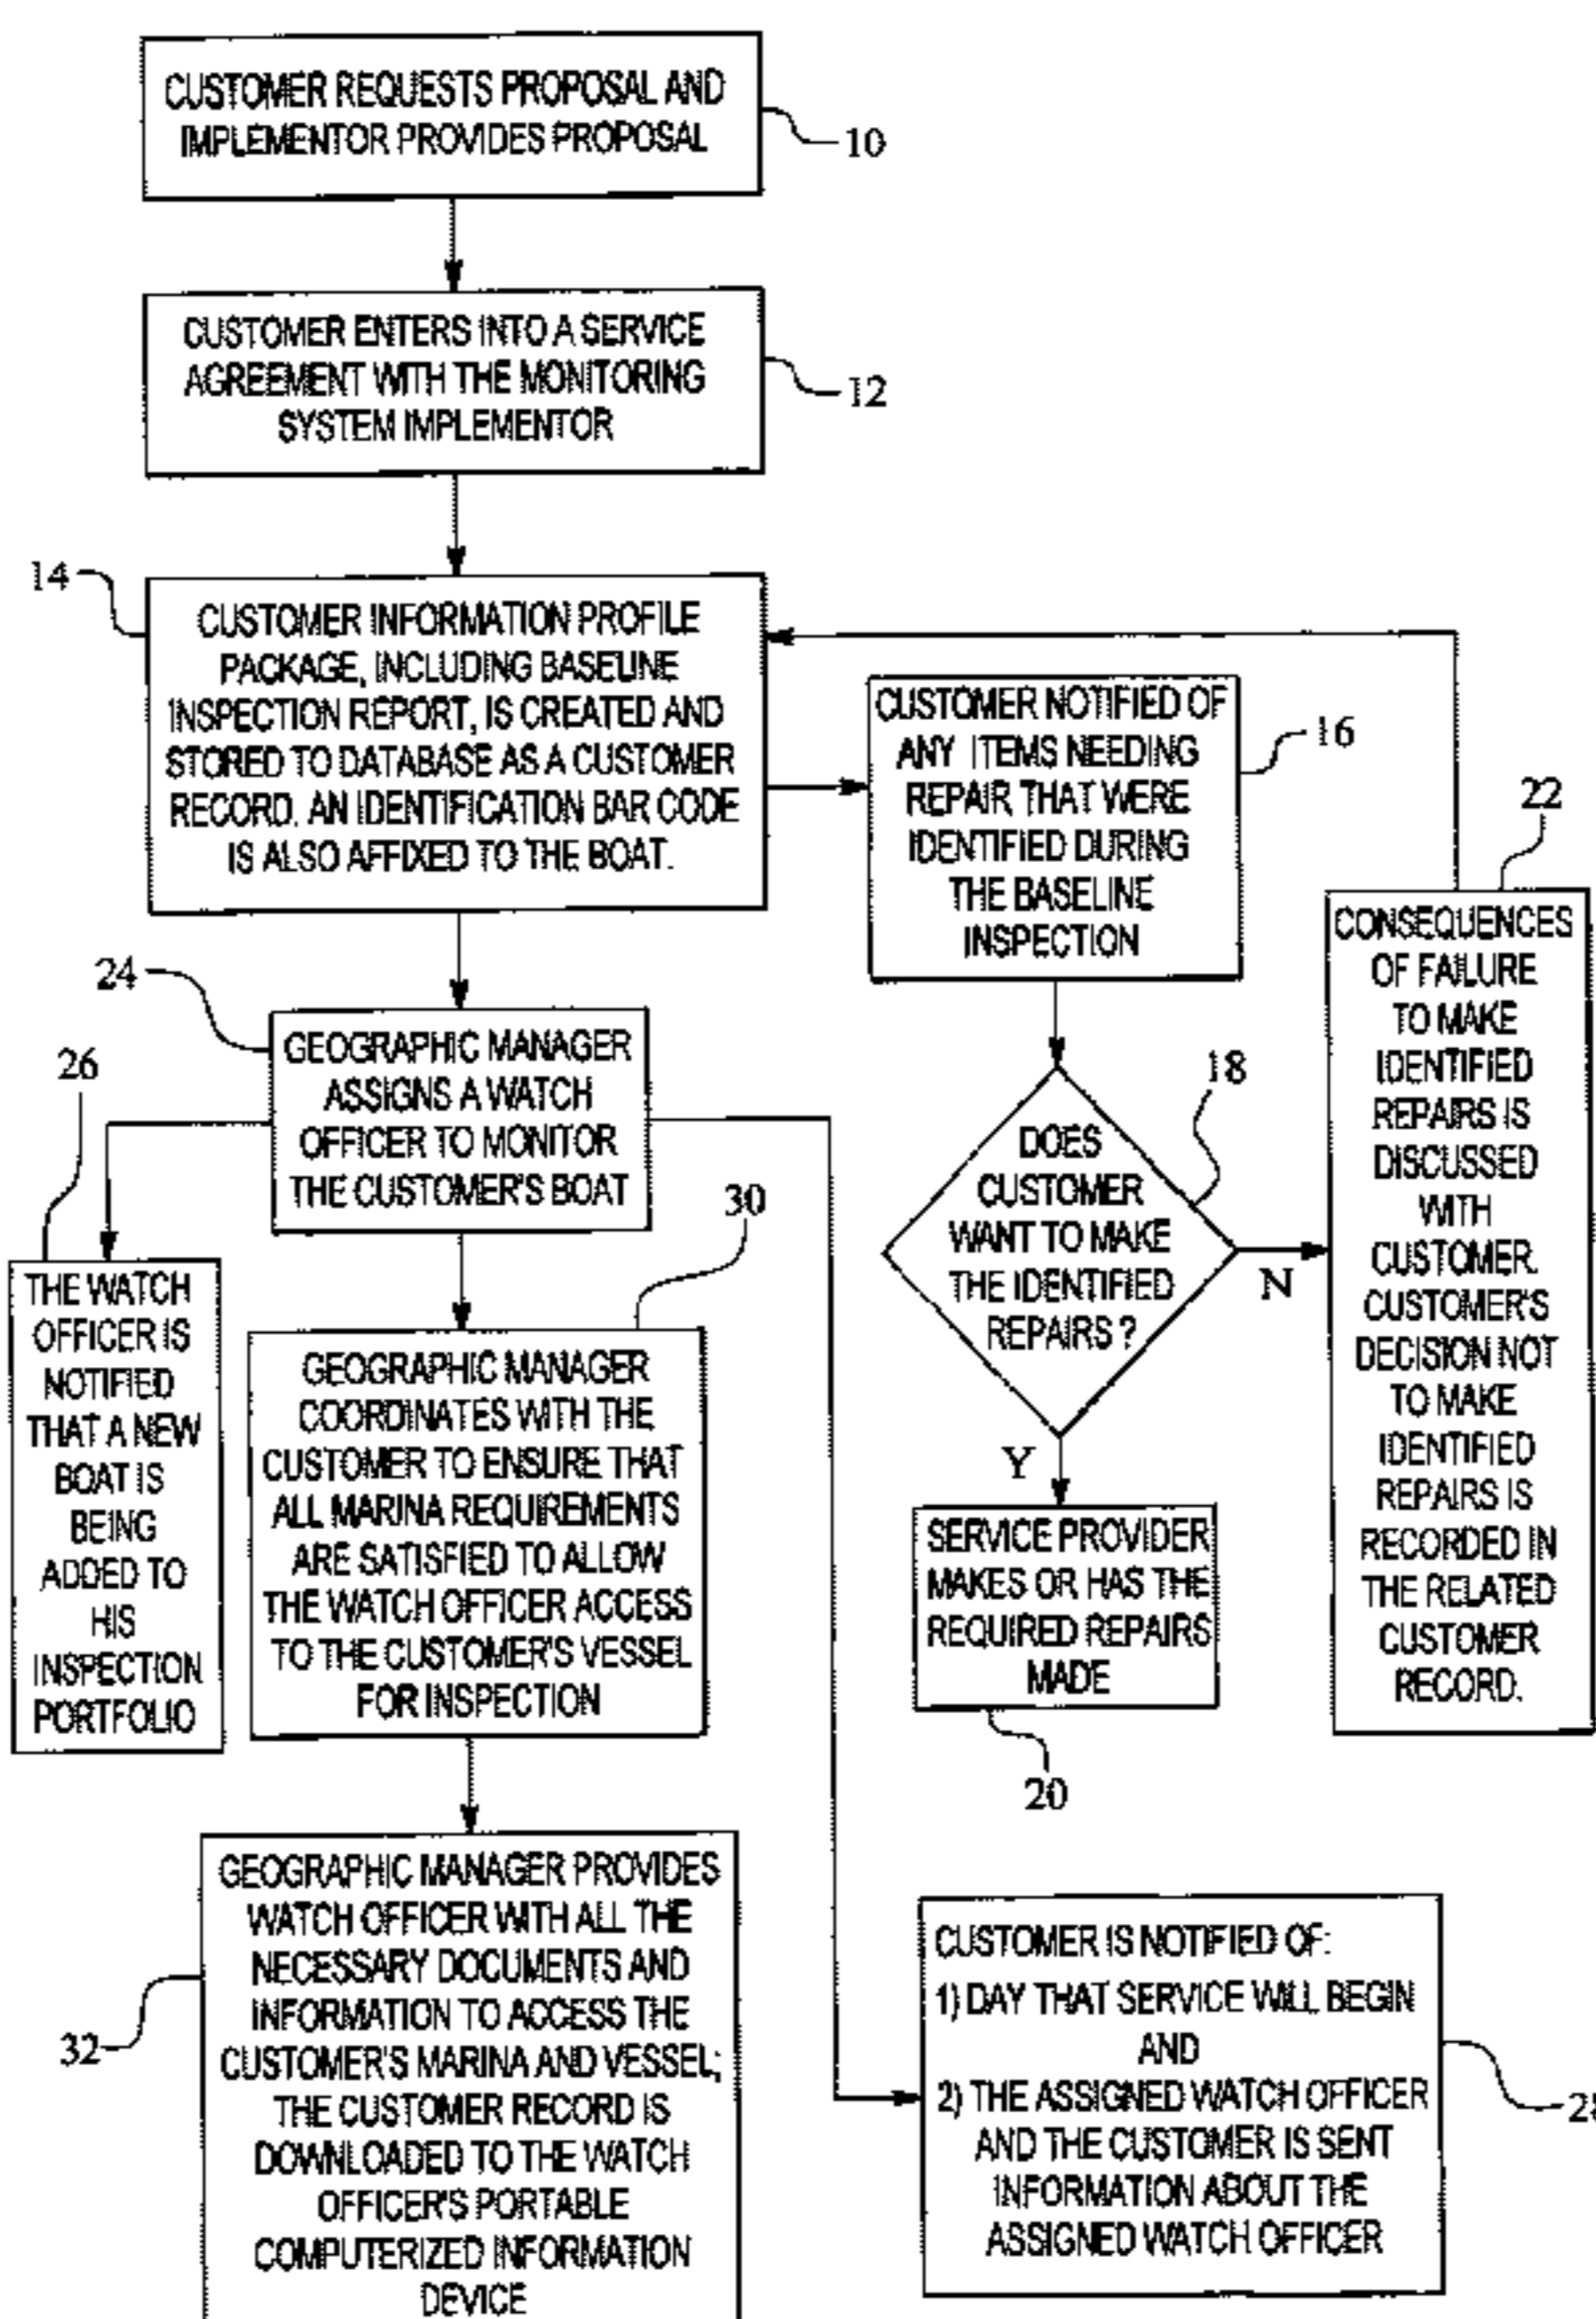 CUSTOMER REQUESTS PROPOSAL AND
IMPLEMENTOR PROVIDES PROPOSAL
10
CUSTOMER ENTERS INTO A SERVICE
AGREEMENT WITH THE MONITORING
SYSTEM IMPLEMENTOR
12
14
CUSTOMER INFORMATION PROFILE
PACKAGE, INCLUDING BASELINE
INSPECTION REPORT, IS CREATED AND
STORED TO DATABASE AS A CUSTOMER
RECORD. AN IDENTIFICATION BAR CODE
IS ALSO AFFIXED TO THE BOAT.
CUSTOMER NOTIFIED OF
ANY ITEMS NEEDING
REPAIR THAT WERE
IDENTIFIED DURING
THE BASELINE
INSPECTION
16
22
CONSEQUENCES
OF FAILURE
TO MAKE
IDENTIFIED
REPAIRS IS
DISCUSSED
WITH
CUSTOMER.
CUSTOMER'S
DECISION NOT
TO MAKE
IDENTIFIED
REPAIRS IS
RECORDED IN
THE RELATED
CUSTOMER
RECORD.
24
GEOGRAPHIC MANAGER
ASSIGNS A WATCH
OFFICER TO MONITOR
THE CUSTOMER'S BOAT
18
DOES
CUSTOMER
WANT TO MAKE
THE IDENTIFIED
REPAIRS ?
N
Y
26
THE WATCH
OFFICER IS
NOTIFIED
THAT A NEW
BOAT IS
BEING
ADDED TO
HIS
INSPECTION
PORTFOLIO
30
GEOGRAPHIC MANAGER
COORDINATES WITH THE
CUSTOMER TO ENSURE THAT
ALL MARINA REQUIREMENTS
ARE SATISFIED TO ALLOW
THE WATCH OFFICER ACCESS
TO THE CUSTOMER'S VESSEL
FOR INSPECTION
SERVICE PROVIDER
MAKES OR HAS THE
REQUIRED REPAIRS
MADE
20
32
GEOGRAPHIC MANAGER PROVIDES
WATCH OFFICER WITH ALL THE
NECESSARY DOCUMENTS AND
INFORMATION TO ACCESS THE
CUSTOMER'S MARINA AND VESSEL;
THE CUSTOMER RECORD IS
DOWNLOADED TO THE WATCH
OFFICER'S PORTABLE
COMPUTERIZED INFORMATION
DEVICE
CUSTOMER IS NOTIFIED OF:
1) DAY THAT SERVICE WILL BEGIN
AND
2) THE ASSIGNED WATCH OFFICER
AND THE CUSTOMER IS SENT
INFORMATION ABOUT THE
ASSIGNED WATCH OFFICER